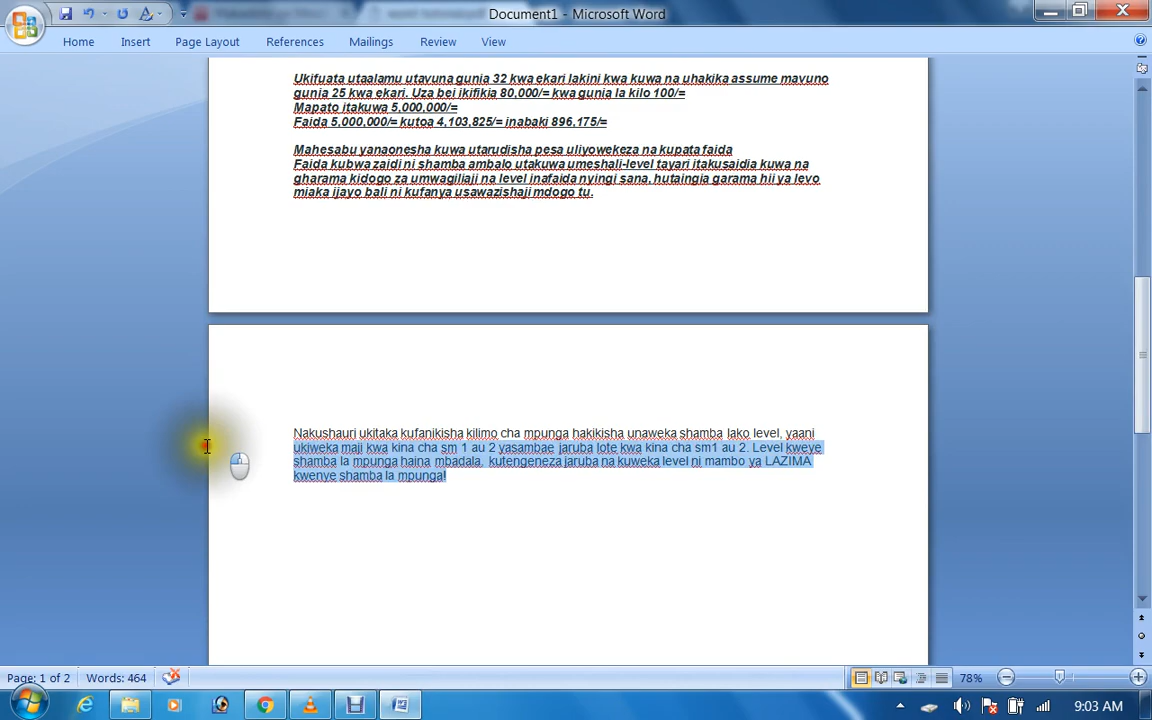 Document1 - Microsoft Word
Home Insert Page Layout References Mailings Review View
Ukifuata utaalamu utavuna gunia 32 kwa ekari lakini kwa kuwa na uhakika assume mavuno
gunia 25 kwa ekari. Uza bei ikifikia 80,000/= kwa gunia la kilo 100/=
Mapato itakuwa 5,000,000/=
Faida 5,000,000/= kutoa 4,103,825/= inabaki 896,175/=
Mahesabu yanaonesha kuwa utarudisha pesa uliyowekeza na kupata faida
Faida kubwa zaidi ni shamba ambalo utakuwa umeshali-level tayari itakusaidia kuwa na
gharama kidogo za umwagiliaji na level inafaida nyingi sana, hutaingia garama hii ya levo
miaka ijayo bali ni kufanya usawazishaji mdogo tu.
Nakushauri ukitaka kufanikisha kilimo cha mpunga hakikisha unaweka shamba lako level, yaani
ukiweka maji kwa kina cha sm 1 au 2 yasambae jaruba lote kwa kina cha sm1 au 2. Level kweye
shamba la mpunga haina mbadala, kutengeneza jaruba na kuweka level ni mambo ya LAZIMA
kwenye shamba la mpunga!
Page: 1 of 2 Words: 464 78%
9:03 AM